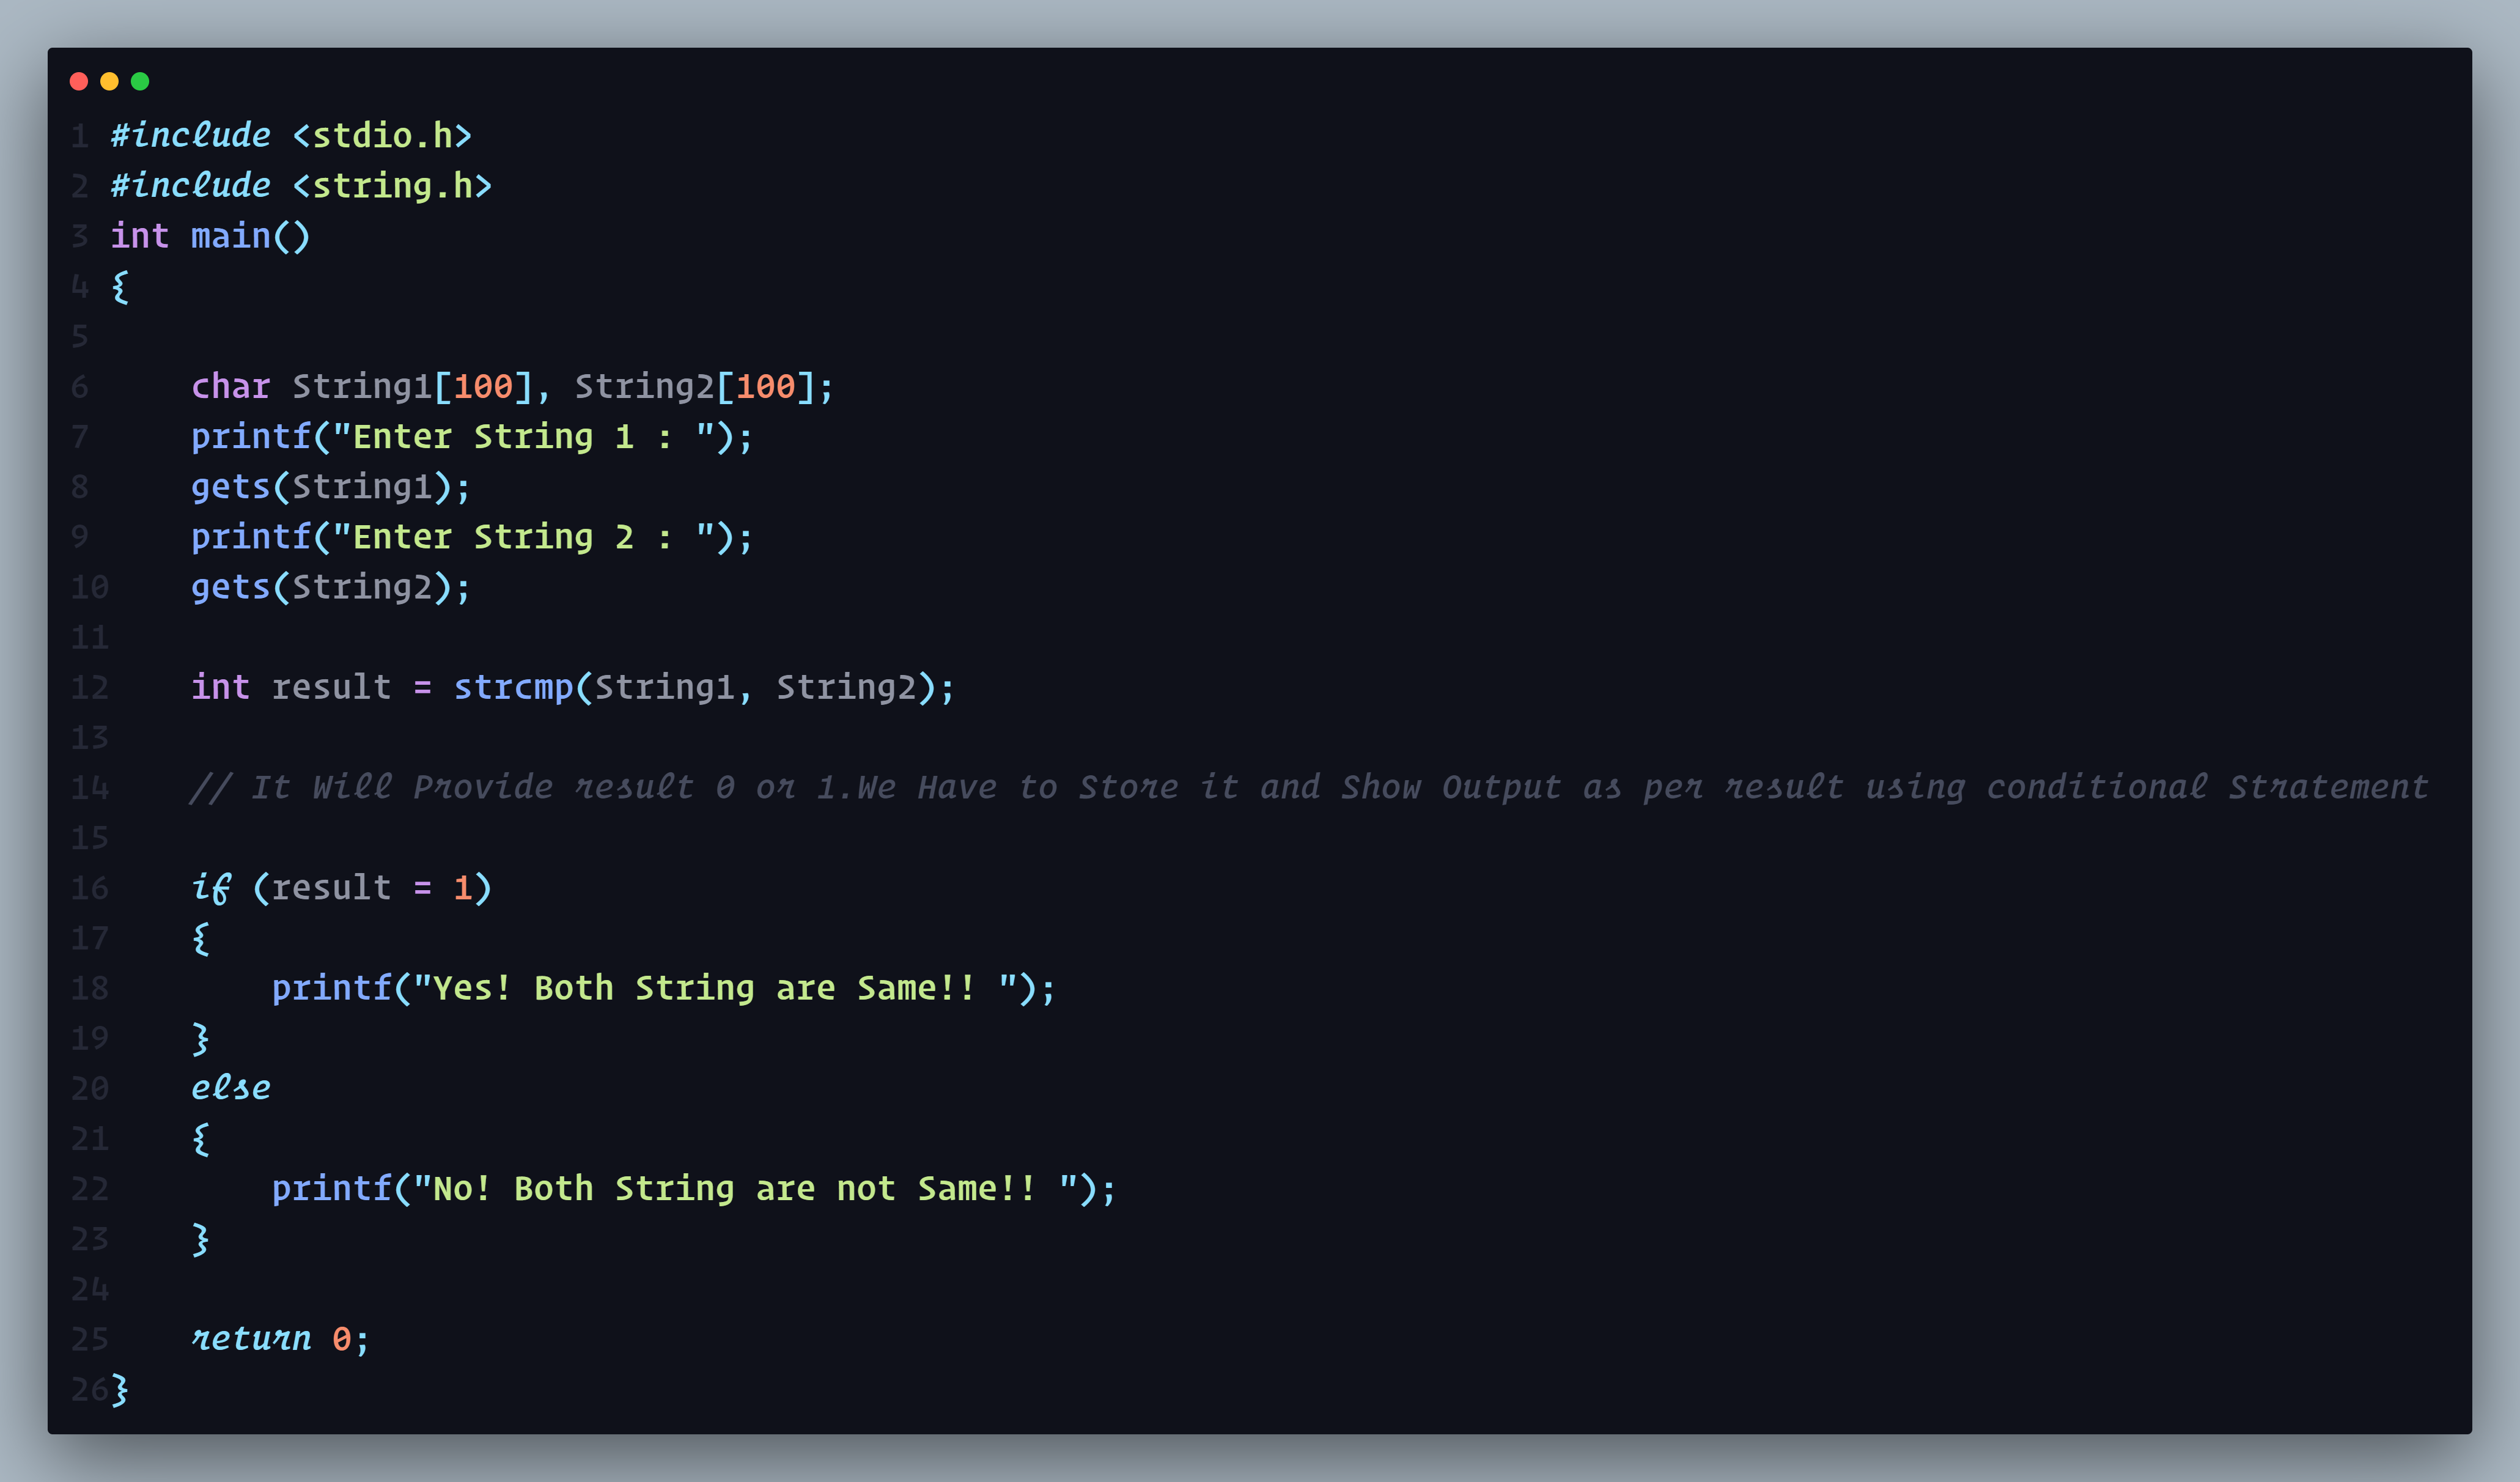 1 #include <stdio.h>
2 #include <string.h>
3 int main()
4 {
5
6     char String1[100], String2[100];
7     printf("Enter String 1 : ");
8     gets(String1);
9     printf("Enter String 2 : ");
10    gets(String2);
11
12    int result = strcmp(String1, String2);
13
14    // It Will Provide result 0 or 1.We Have to Store it and Show Output as per result using conditional Stratement
15
16    if (result = 1)
17    {
18        printf("Yes! Both String are Same!! ");
19    }
20    else
21    {
22        printf("No! Both String are not Same!! ");
23    }
24
25    return 0;
26}